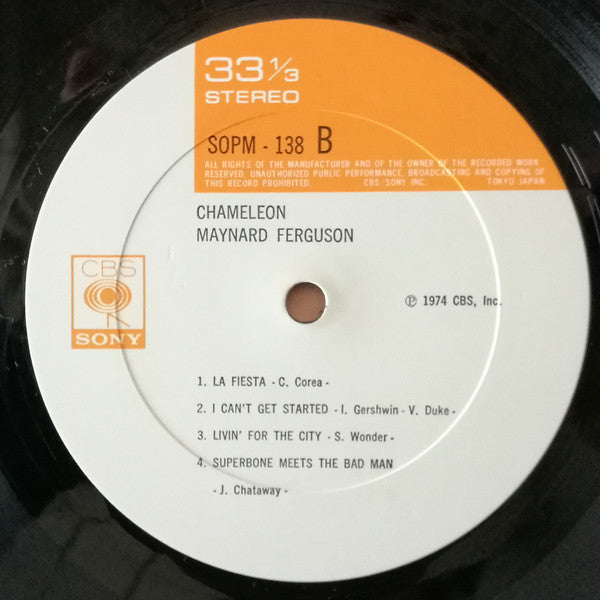 33 1/3
STEREO
SOPM - 138 B
ALL RIGHTS OF THE MANUFACTURER AND OF THE OWNER OF THE RECORDED WORK
RESERVED. UNAUTHORIZED PUBLIC PERFORMANCE, BROADCASTING AND COPYING OF
THIS RECORD PROHIBITED. CBS/SONY INC. TOKYO JAPAN
CHAMELEON
MAYNARD FERGUSON
CBS
SONY
℗ 1974 CBS, Inc.
1. LA FIESTA - C. Corea -
2. I CAN'T GET STARTED - I. Gershwin - V. Duke -
3. LIVIN' FOR THE CITY - S. Wonder -
4. SUPERBONE MEETS THE BAD MAN
- J. Chataway -